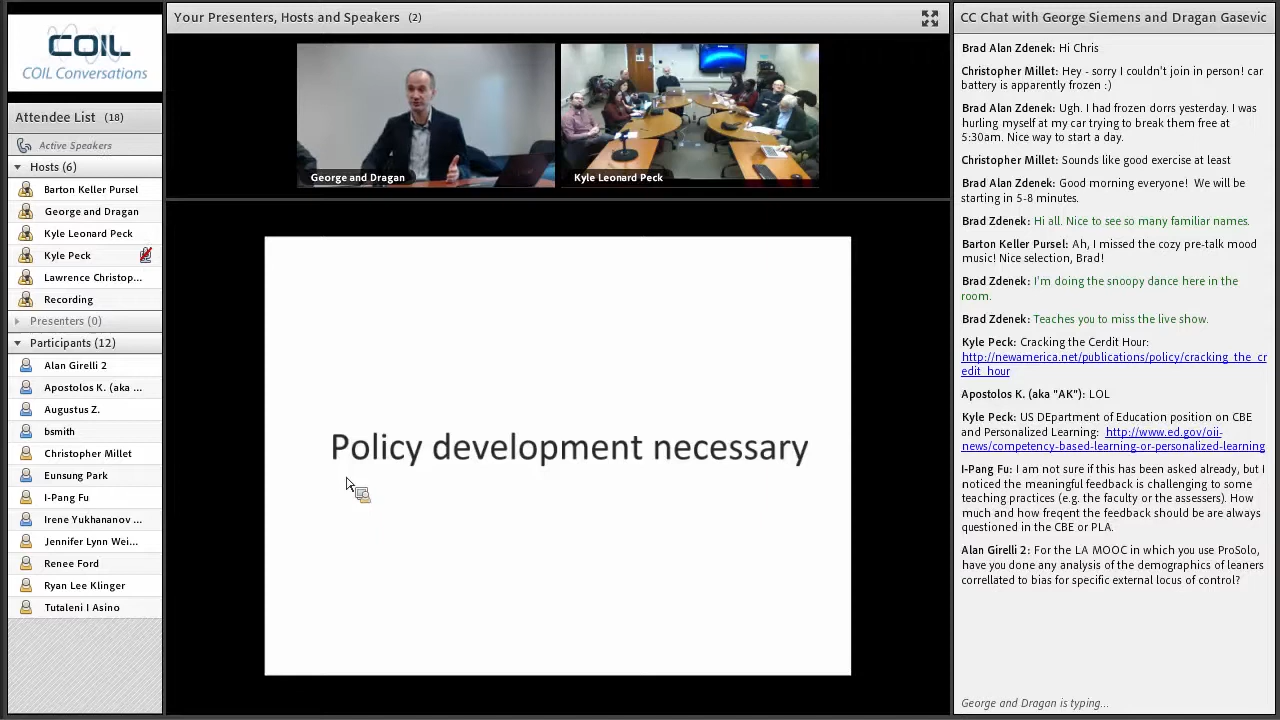 COIL
COIL Conversations
Attendee List (18)
Active Speakers
Hosts (6)
Barton Keller Pursel
George and Dragan
Kyle Leonard Peck
Kyle Peck
Lawrence Christop...
Recording
Presenters (0)
Participants (12)
Alan Girelli 2
Apostolos K. (aka ...
Augustus Z.
bsmith
Christopher Millet
Eunsung Park
I-Pang Fu
Irene Yukhananov ...
Jennifer Lynn Wei...
Renee Ford
Ryan Lee Klinger
Tutaleni I Asino
Your Presenters, Hosts and Speakers (2)
George and Dragan
Kyle Leonard Peck
Policy development necessary
CC Chat with George Siemens and Dragan Gasevic
Brad Alan Zdenek: Hi Chris
Christopher Millet: Hey - sorry I couldn't join in person! car
battery is apparently frozen :)
Brad Alan Zdenek: Ugh. I had frozen dorrs yesterday. I was
hurling myself at my car trying to break them free at
5:30am. Nice way to start a day.
Christopher Millet: Sounds like good exercise at least
Brad Alan Zdenek: Good morning everyone! We will be
starting in 5-8 minutes.
Brad Zdenek: Hi all. Nice to see so many familiar names.
Barton Keller Pursel: Ah, I missed the cozy pre-talk mood
music! Nice selection, Brad!
Brad Zdenek: I'm doing the snoopy dance here in the
room.
Brad Zdenek: Teaches you to miss the live show.
Kyle Peck: Cracking the Cerdit Hour:
http://newamerica.net/publications/policy/cracking_the_cr
edit_hour
Apostolos K. (aka "AK"): LOL
Kyle Peck: US DEpartment of Education position on CBE
and Personalized Learning: http://www.ed.gov/oii-
news/competency-based-learning-or-personalized-learning
I-Pang Fu: I am not sure if this has been asked already, but I
noticed the meaningful feedback is challenging to some
teaching practices (e.g. the faculty or the assessers). How
much and how freqent the feedback should be are always
questioned in the CBE or PLA.
Alan Girelli 2: For the LA MOOC in which you use ProSolo,
have you done any analysis of the demographics of leaners
correllated to bias for specific external locus of control?
George and Dragan is typing...